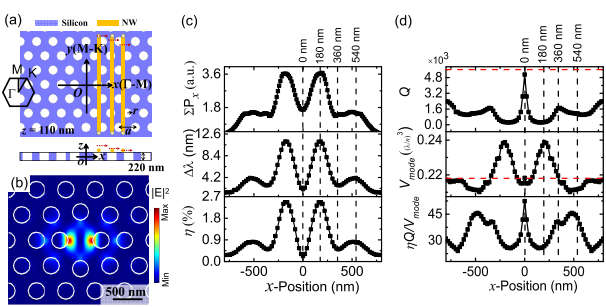 (a)
Silicon
NW
y(M-K)
M
K
Γ
O
x(Γ-M)
r
z = 110 nm
a
z
O
x
220 nm
(b)
|E|²
Max
Min
500 nm
(c)
0 nm
180 nm
360 nm
540 nm
ΣPₓ (a.u.)
3.6
1.8
Δλ (nm)
12.6
8.4
4.2
η (%)
2.7
1.8
0.9
0.0
-500 0 500
x-Position (nm)
(d)
0 nm
180 nm
360 nm
540 nm
×10³
Q
4.8
3.2
1.6
0.0
V_mode (λ/n)³
0.24
0.22
ηQ/V_mode
45
30
-500 0 500
x-Position (nm)